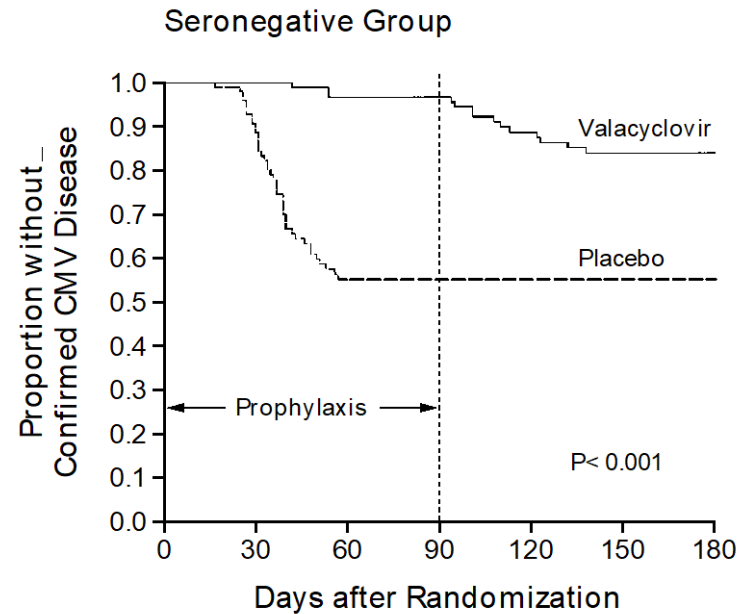 Seronegative Group
Proportion without_
Confirmed CMV Disease
1.0
0.9
0.8
0.7
0.6
0.5
0.4
0.3
0.2
0.1
0.0
Valacyclovir
Placebo
Prophylaxis
P< 0.001
0 30 60 90 120 150 180
Days after Randomization